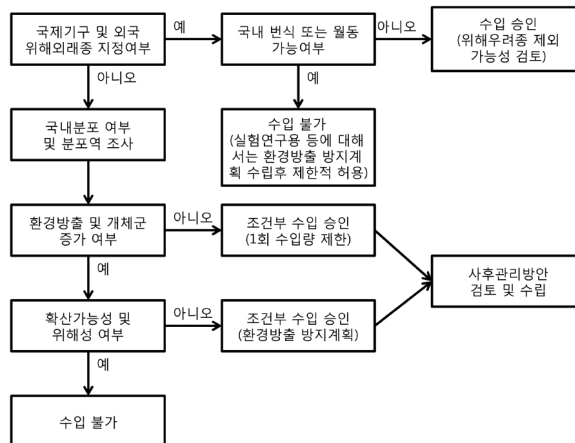 국제기구 및 외국
위해외래종 지정여부
예
국내 번식 또는 월동
가능여부
아니오
수입 승인
(위해우려종 제외
가능성 검토)
아니오
예
국내분포 여부
및 분포역 조사
수입 불가
(실험연구용 등에 대해
서는 환경방출 방지계
획 수립후 제한적 허용)
환경방출 및 개체군
증가 여부
아니오
조건부 수입 승인
(1회 수입량 제한)
예
사후관리방안
검토 및 수립
확산가능성 및
위해성 여부
아니오
조건부 수입 승인
(환경방출 방지계획)
예
수입 불가